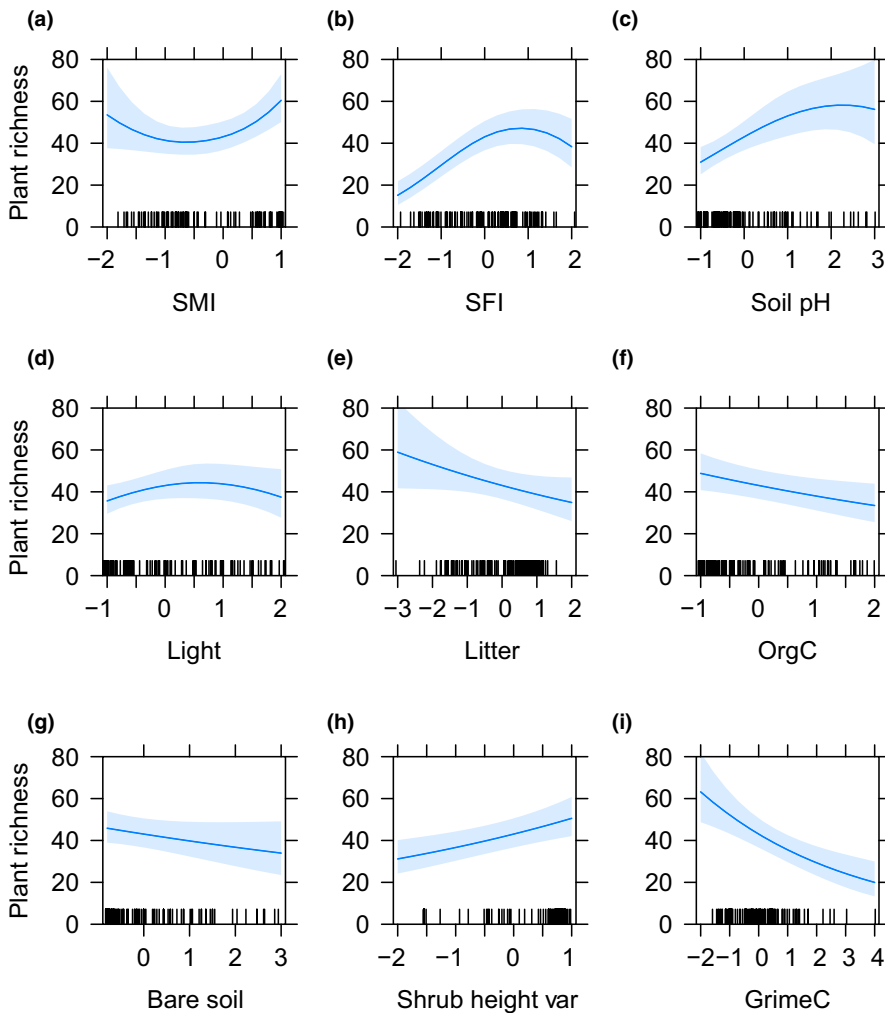 (a) (b) (c)
Plant richness
80 80 80
60 60 60
40 40 40
20 20 20
0 0 0
−2 −1 0 1 −2 −1 0 1 2 −1 0 1 2 3
SMI SFI Soil pH
(d) (e) (f)
Plant richness
80 80 80
60 60 60
40 40 40
20 20 20
0 0 0
−1 0 1 2 −3 −2 −1 0 1 2 −1 0 1 2
Light Litter OrgC
(g) (h) (i)
Plant richness
80 80 80
60 60 60
40 40 40
20 20 20
0 0 0
0 1 2 3 −2 −1 0 1 −2 −1 0 1 2 3 4
Bare soil Shrub height var GrimeC